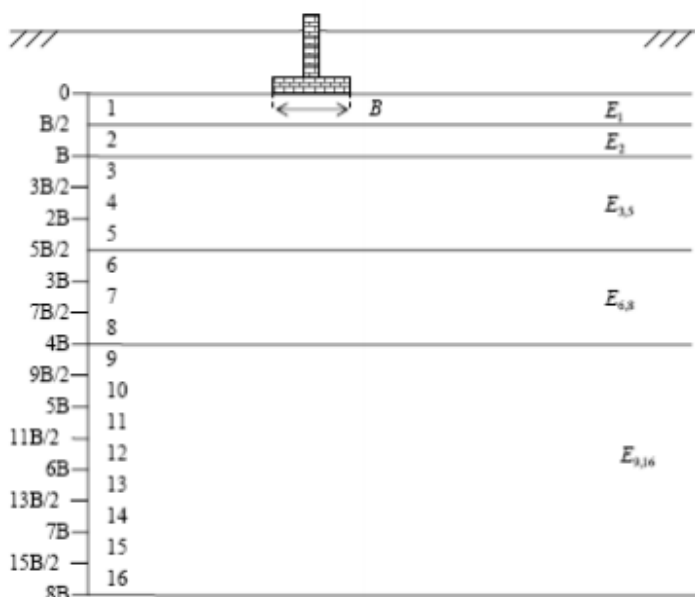 0
1 B E₁
B/2
2 E₂
B
3
3B/2
4 E₃,₅
2B
5
5B/2
6
3B
7 E₆,₈
7B/2
8
4B
9
9B/2
10
5B
11
11B/2
12 E₉,₁₆
6B
13
13B/2
14
7B
15
15B/2
16
8B